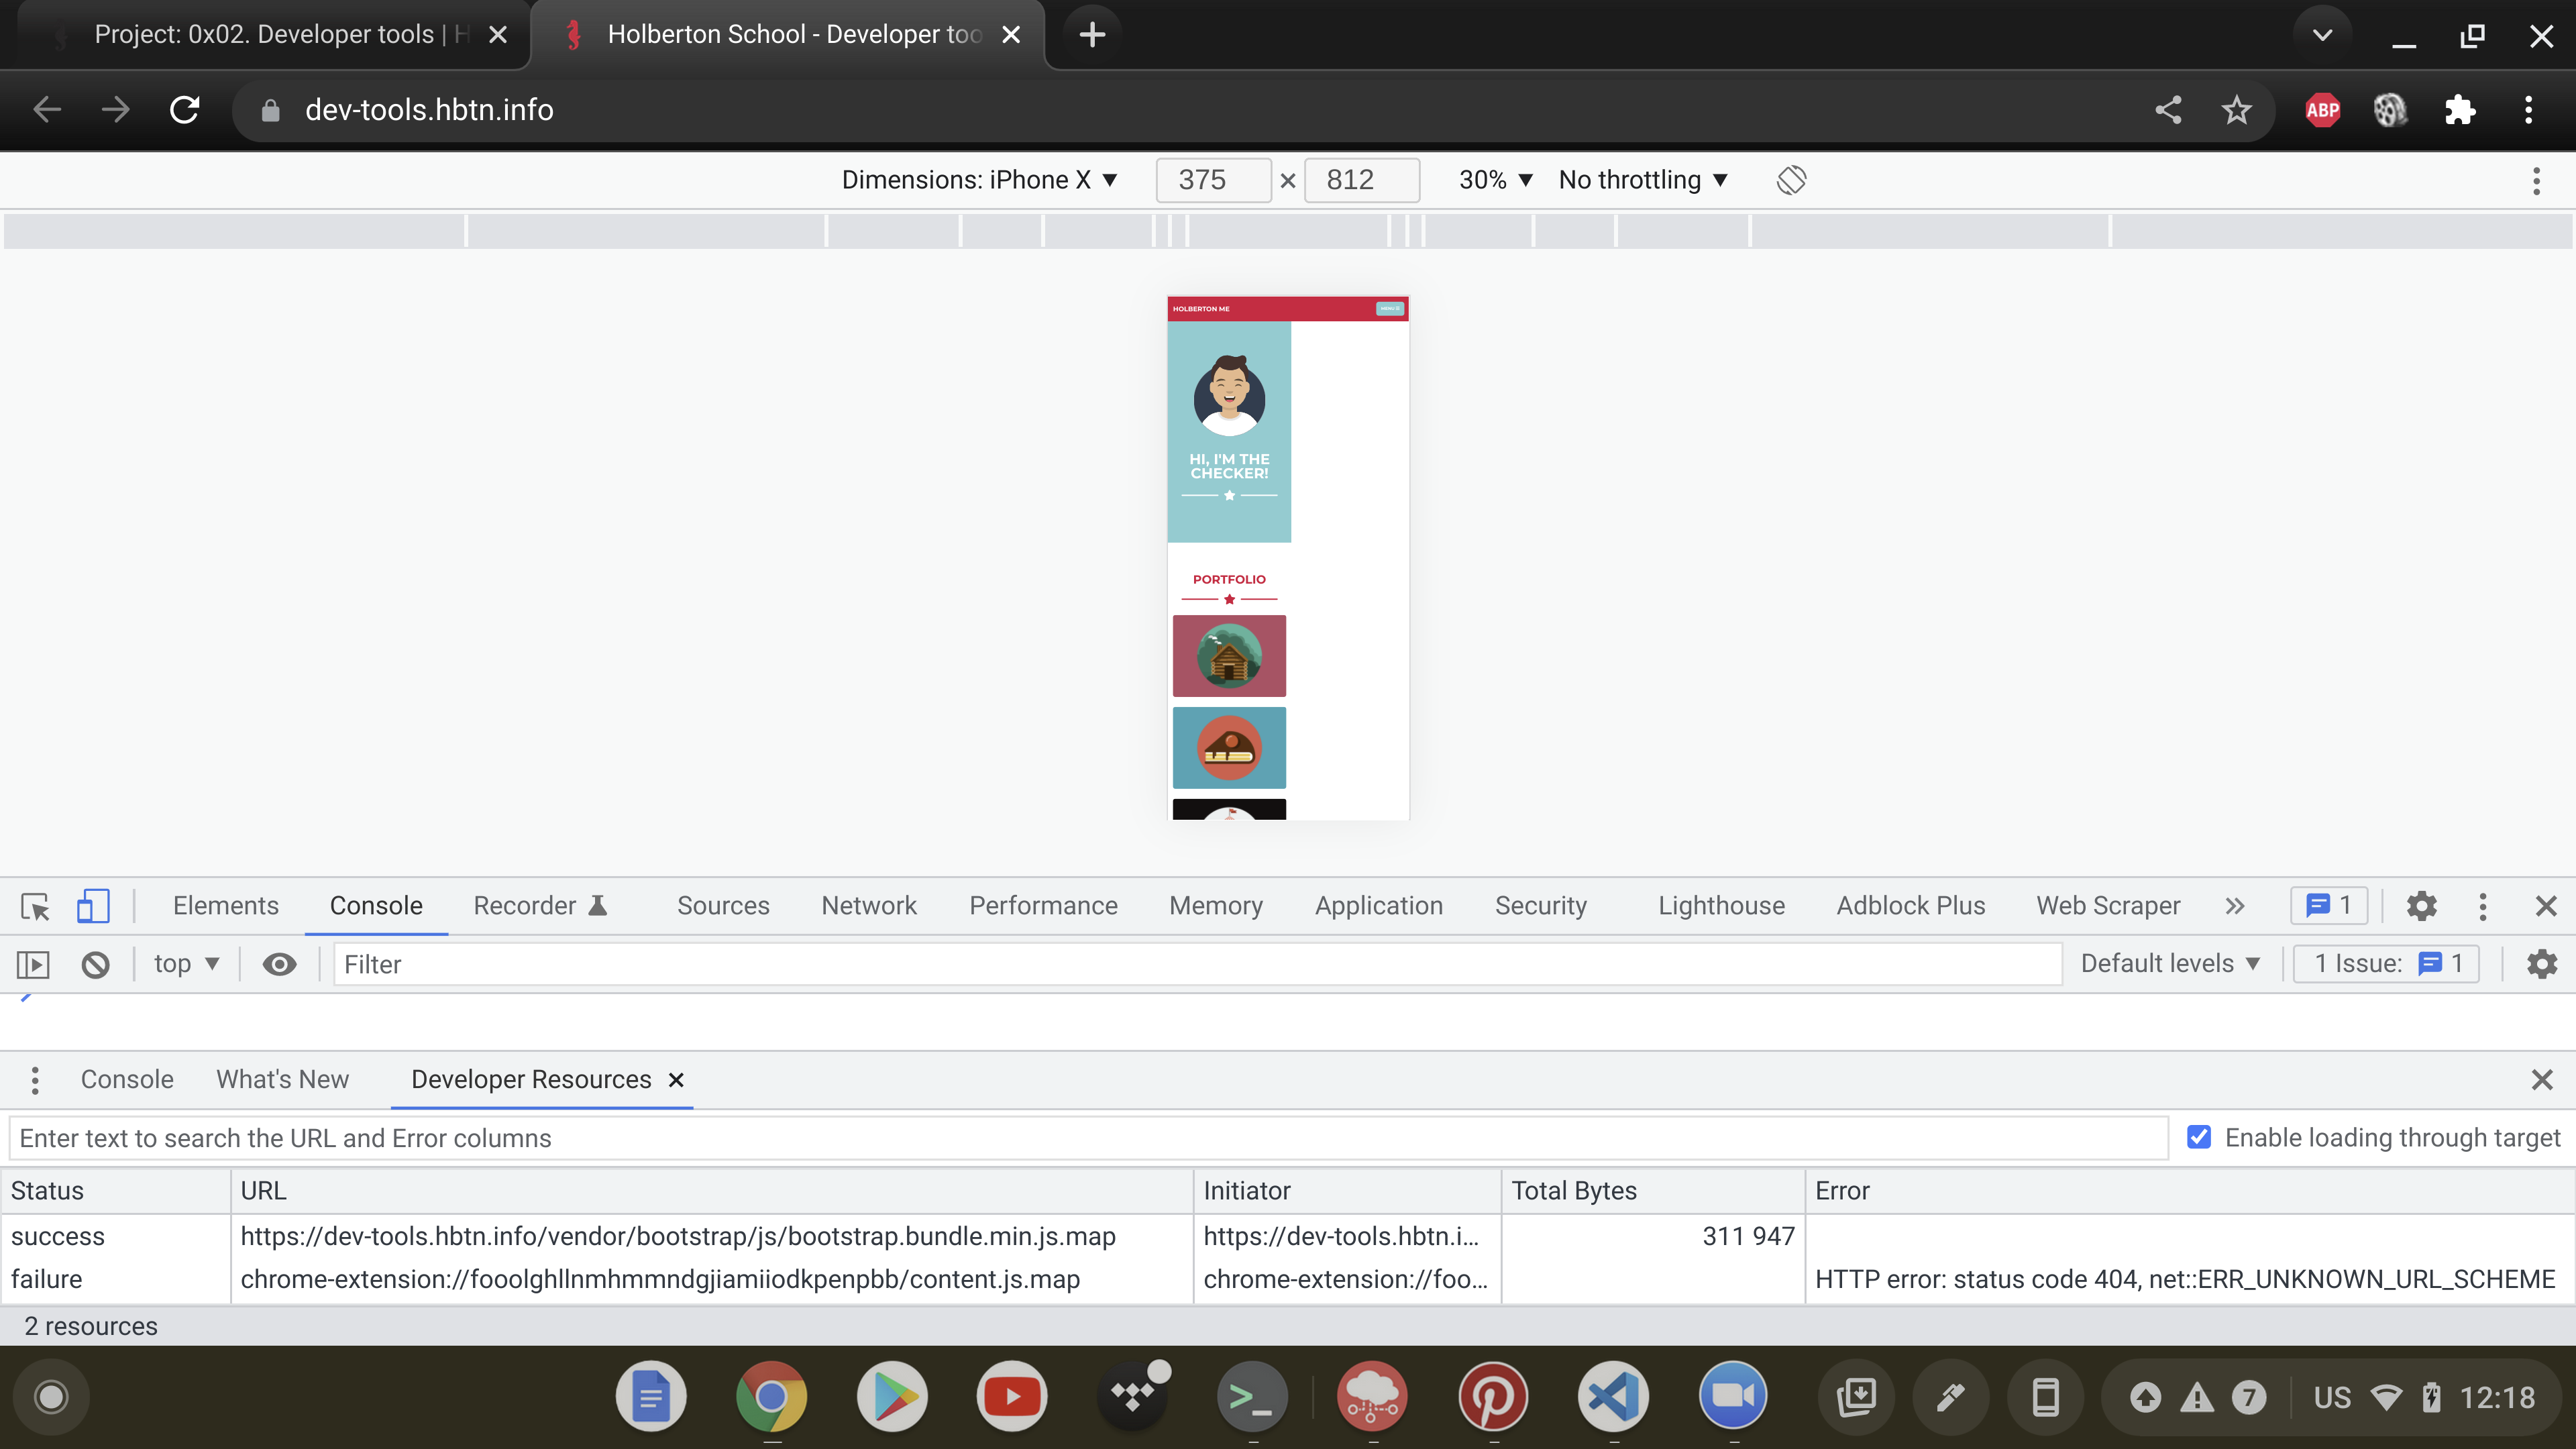 Project: 0x02. Developer tools | H
Holberton School - Developer too
dev-tools.hbtn.info
ABP
Dimensions: iPhone X
375 × 812
30%
No throttling
HOLBERTON ME
HI, I'M THE
CHECKER!
PORTFOLIO
Elements Console Recorder Sources Network Performance Memory Application Security Lighthouse Adblock Plus Web Scraper » 1
top
Filter
Default levels
1 Issue: 1
Console What's New Developer Resources
Enter text to search the URL and Error columns
Enable loading through target
Status URL Initiator Total Bytes Error
success https://dev-tools.hbtn.info/vendor/bootstrap/js/bootstrap.bundle.min.js.map https://dev-tools.hbtn.i... 311 947
failure chrome-extension://fooolghllnmhmmndgjiamiiodkpenpbb/content.js.map chrome-extension://foo... HTTP error: status code 404, net::ERR_UNKNOWN_URL_SCHEME
2 resources
7 US 12:18